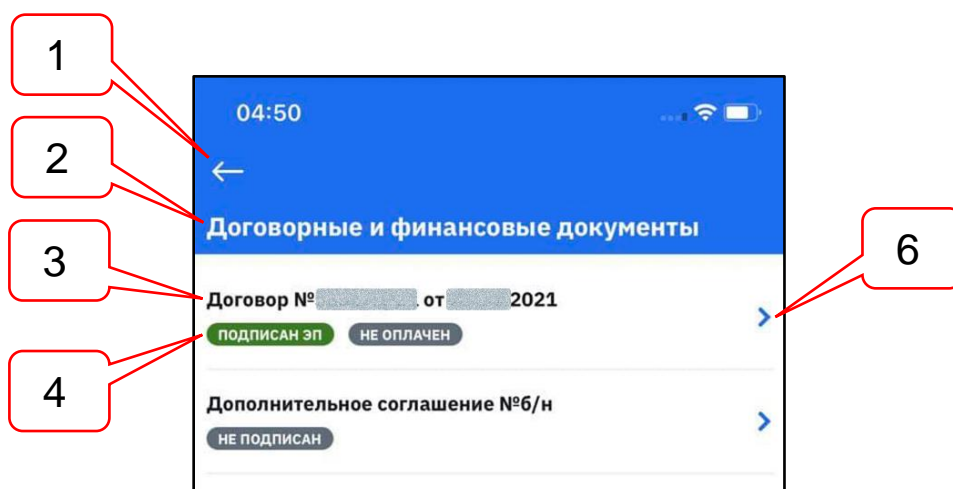 1
04:50
2
Договорные и финансовые документы
3
Договор № от 2021
6
ПОДПИСАН ЭП НЕ ОПЛАЧЕН
4
Дополнительное соглашение №б/н
НЕ ПОДПИСАН